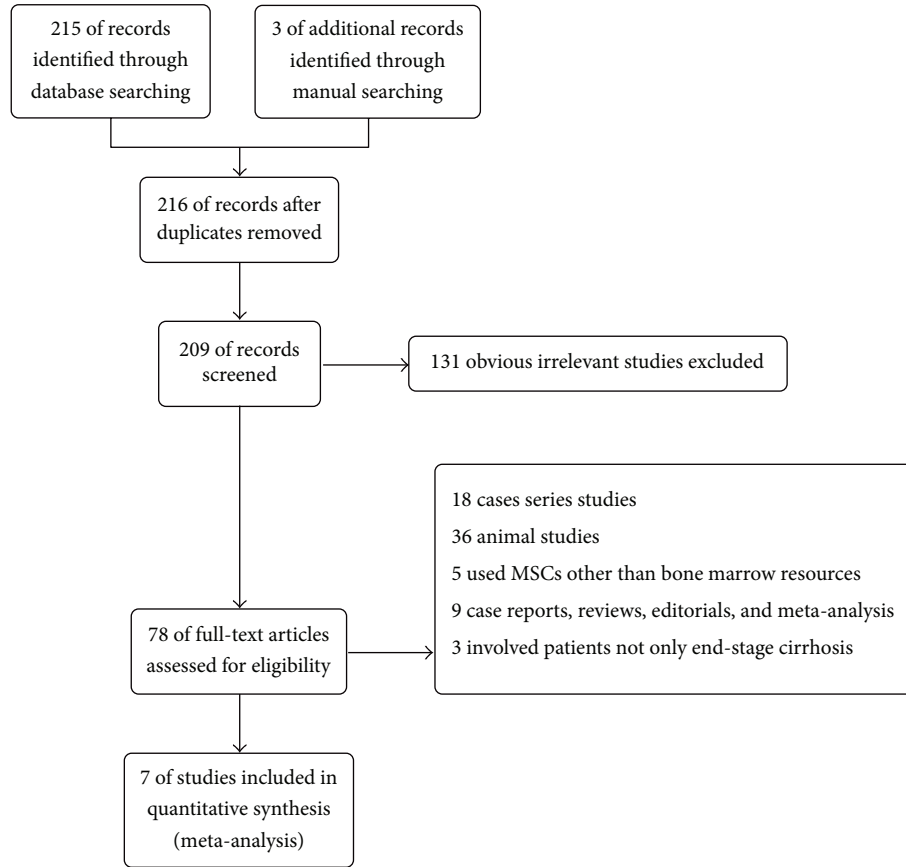 215 of records
identified through
database searching
3 of additional records
identified through
manual searching
216 of records after
duplicates removed
209 of records
screened
131 obvious irrelevant studies excluded
18 cases series studies
36 animal studies
5 used MSCs other than bone marrow resources
9 case reports, reviews, editorials, and meta-analysis
3 involved patients not only end-stage cirrhosis
78 of full-text articles
assessed for eligibility
7 of studies included in
quantitative synthesis
(meta-analysis)